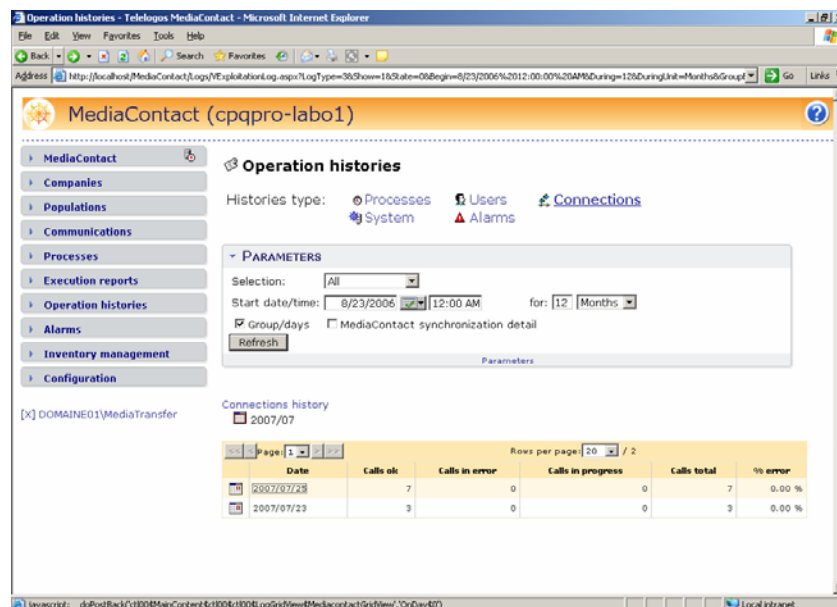 Operation histories - Telelogos MediaContact - Microsoft Internet Explorer
File Edit View Favorites Tools Help
Back Search Favorites
Address http://localhost/MediaContact/Logs/VExploitationLog.aspx?LogType=3&Show=1&State=0&Begin=8/23/2006%2012:00:00%20AM&During=12&DuringUnit=Months&Group Go Links
MediaContact (cpqpro-labo1)
MediaContact
Companies
Populations
Communications
Processes
Execution reports
Operation histories
Alarms
Inventory management
Configuration
[X] DOMAINE01\MediaTransfer
Operation histories
Histories type: Processes Users Connections
System Alarms
PARAMETERS
Selection: All
Start date/time: 8/23/2006 12:00 AM for: 12 Months
Group/days MediaContact synchronization detail
Refresh
Parameters
Connections history
2007/07
<< < Page: 1 > >> Rows per page: 20 / 2
Date Calls ok Calls in error Calls in progress Calls total % error
2007/07/25 7 0 0 7 0.00 %
2007/07/23 3 0 0 3 0.00 %
Local intranet